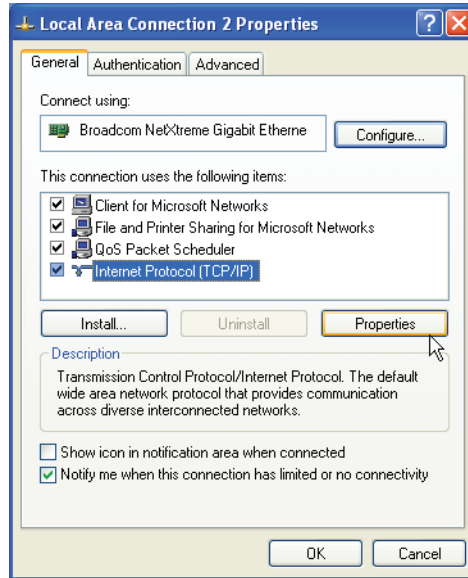 Local Area Connection 2 Properties
General Authentication Advanced
Connect using:
Broadcom NetXtreme Gigabit Etherne
Configure...
This connection uses the following items:
Client for Microsoft Networks
File and Printer Sharing for Microsoft Networks
QoS Packet Scheduler
Internet Protocol (TCP/IP)
Install... Uninstall Properties
Description
Transmission Control Protocol/Internet Protocol. The default
wide area network protocol that provides communication
across diverse interconnected networks.
Show icon in notification area when connected
Notify me when this connection has limited or no connectivity
OK Cancel